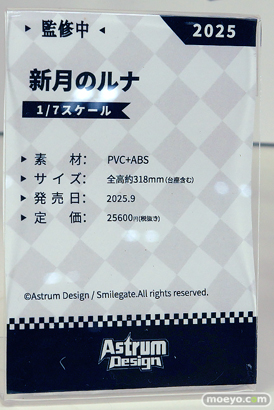 ▶ 監修中 ◀
2025
新月のルナ
1/7スケール
▶ 素　材： PVC+ABS
▶ サイズ： 全高約318mm(台座含む)
▶ 発売日： 2025.9
▶ 定　価： 25600円(税抜き)
©Astrum Design / Smilegate.All rights reserved.
Astrum
Design
moeyo.com